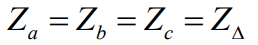 Z_a = Z_b = Z_c = Z_Δ